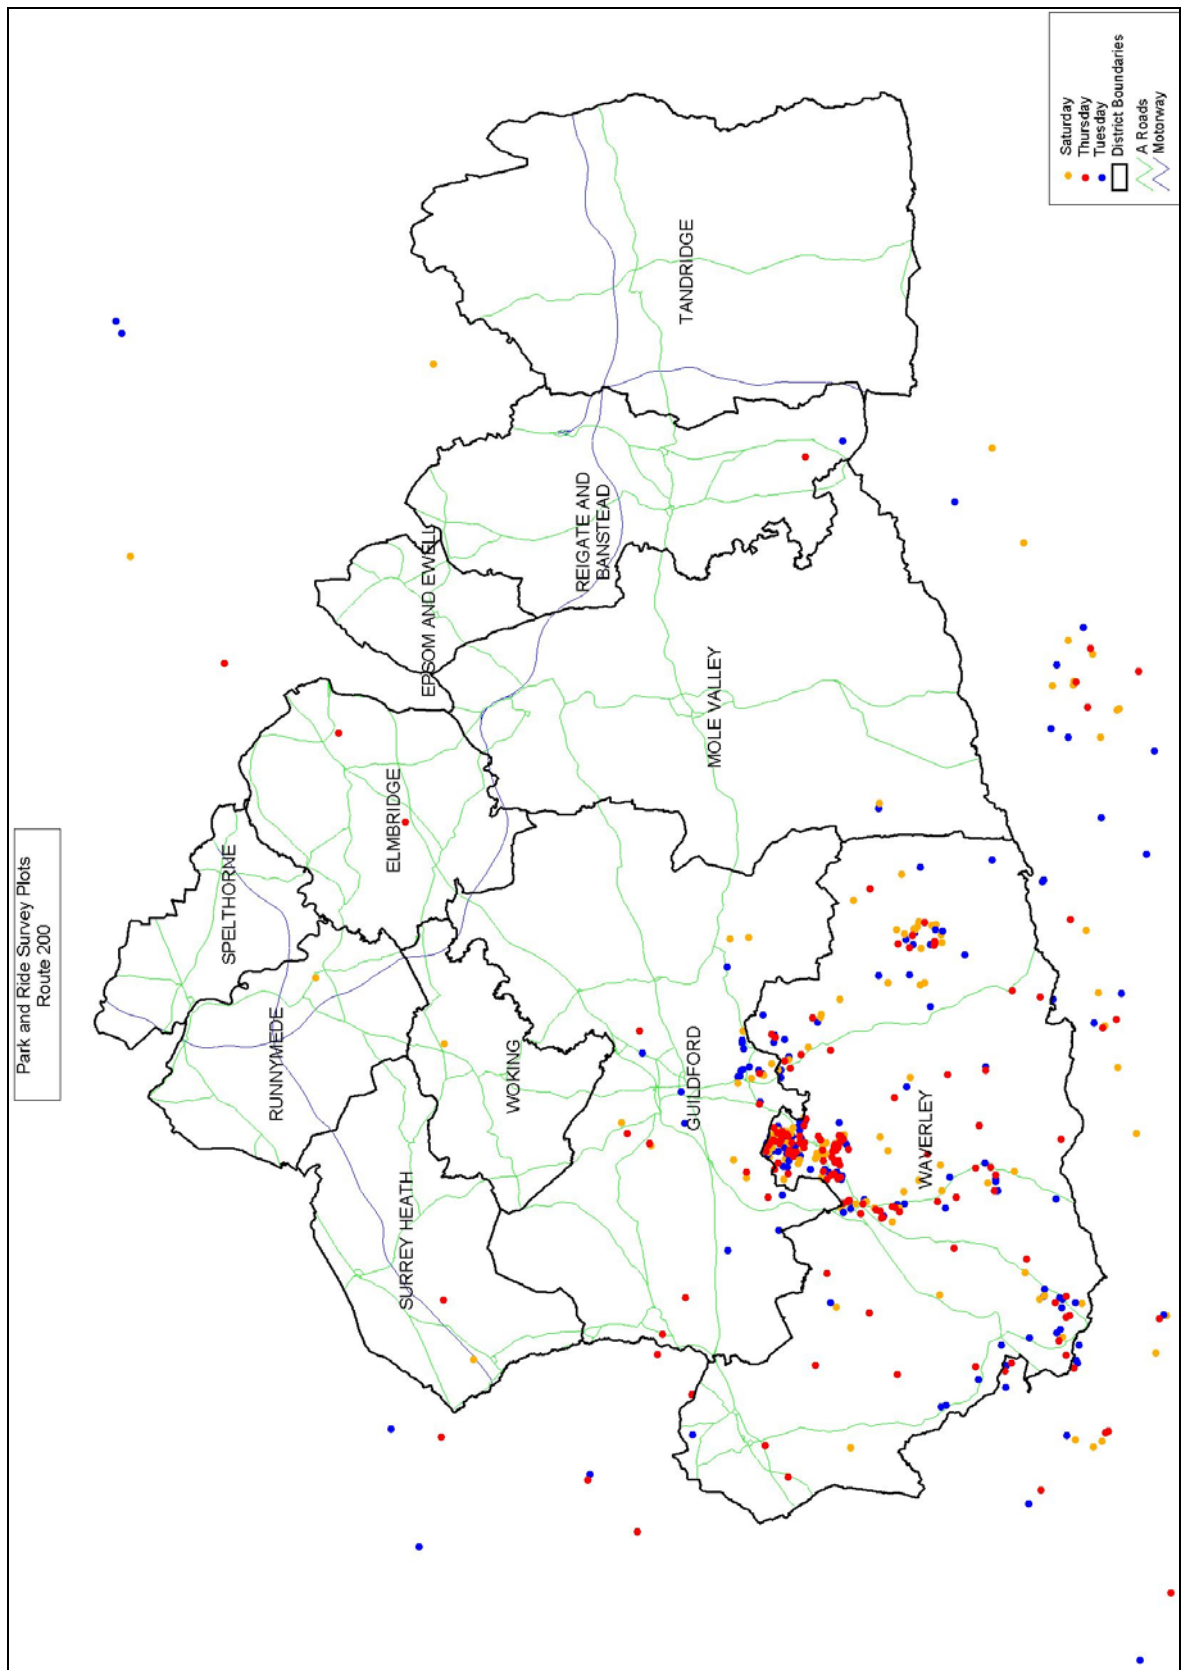 Park and Ride Survey Plots
Route 200
Saturday
Thursday
Tuesday
District Boundaries
A Roads
Motorway
SPELTHORNE
RUNNYMEDE
ELMBRIDGE
EPSOM AND EWELL
SURREY HEATH
WOKING
REIGATE AND
BANSTEAD
TANDRIDGE
GUILDFORD
MOLE VALLEY
WAVERLEY